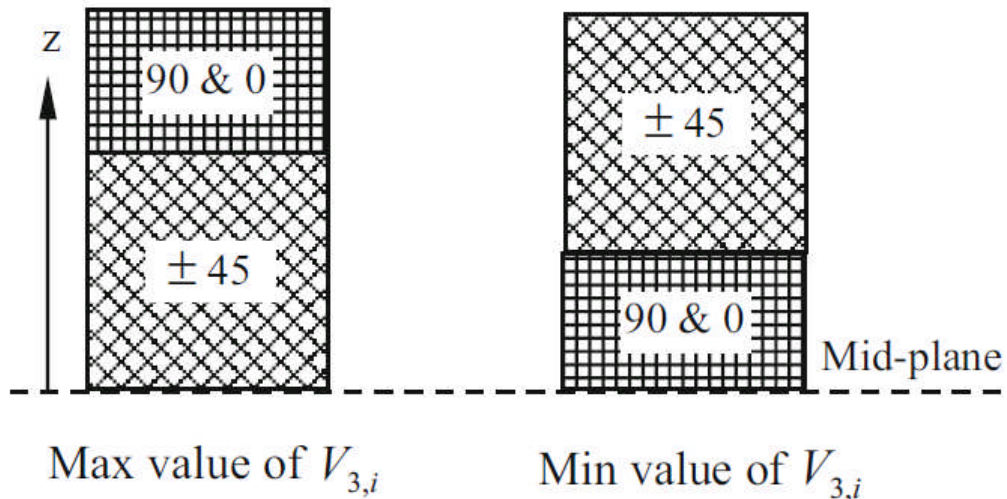 z
90 & 0
± 45
± 45
90 & 0
Mid-plane
Max value of V3,i
Min value of V3,i